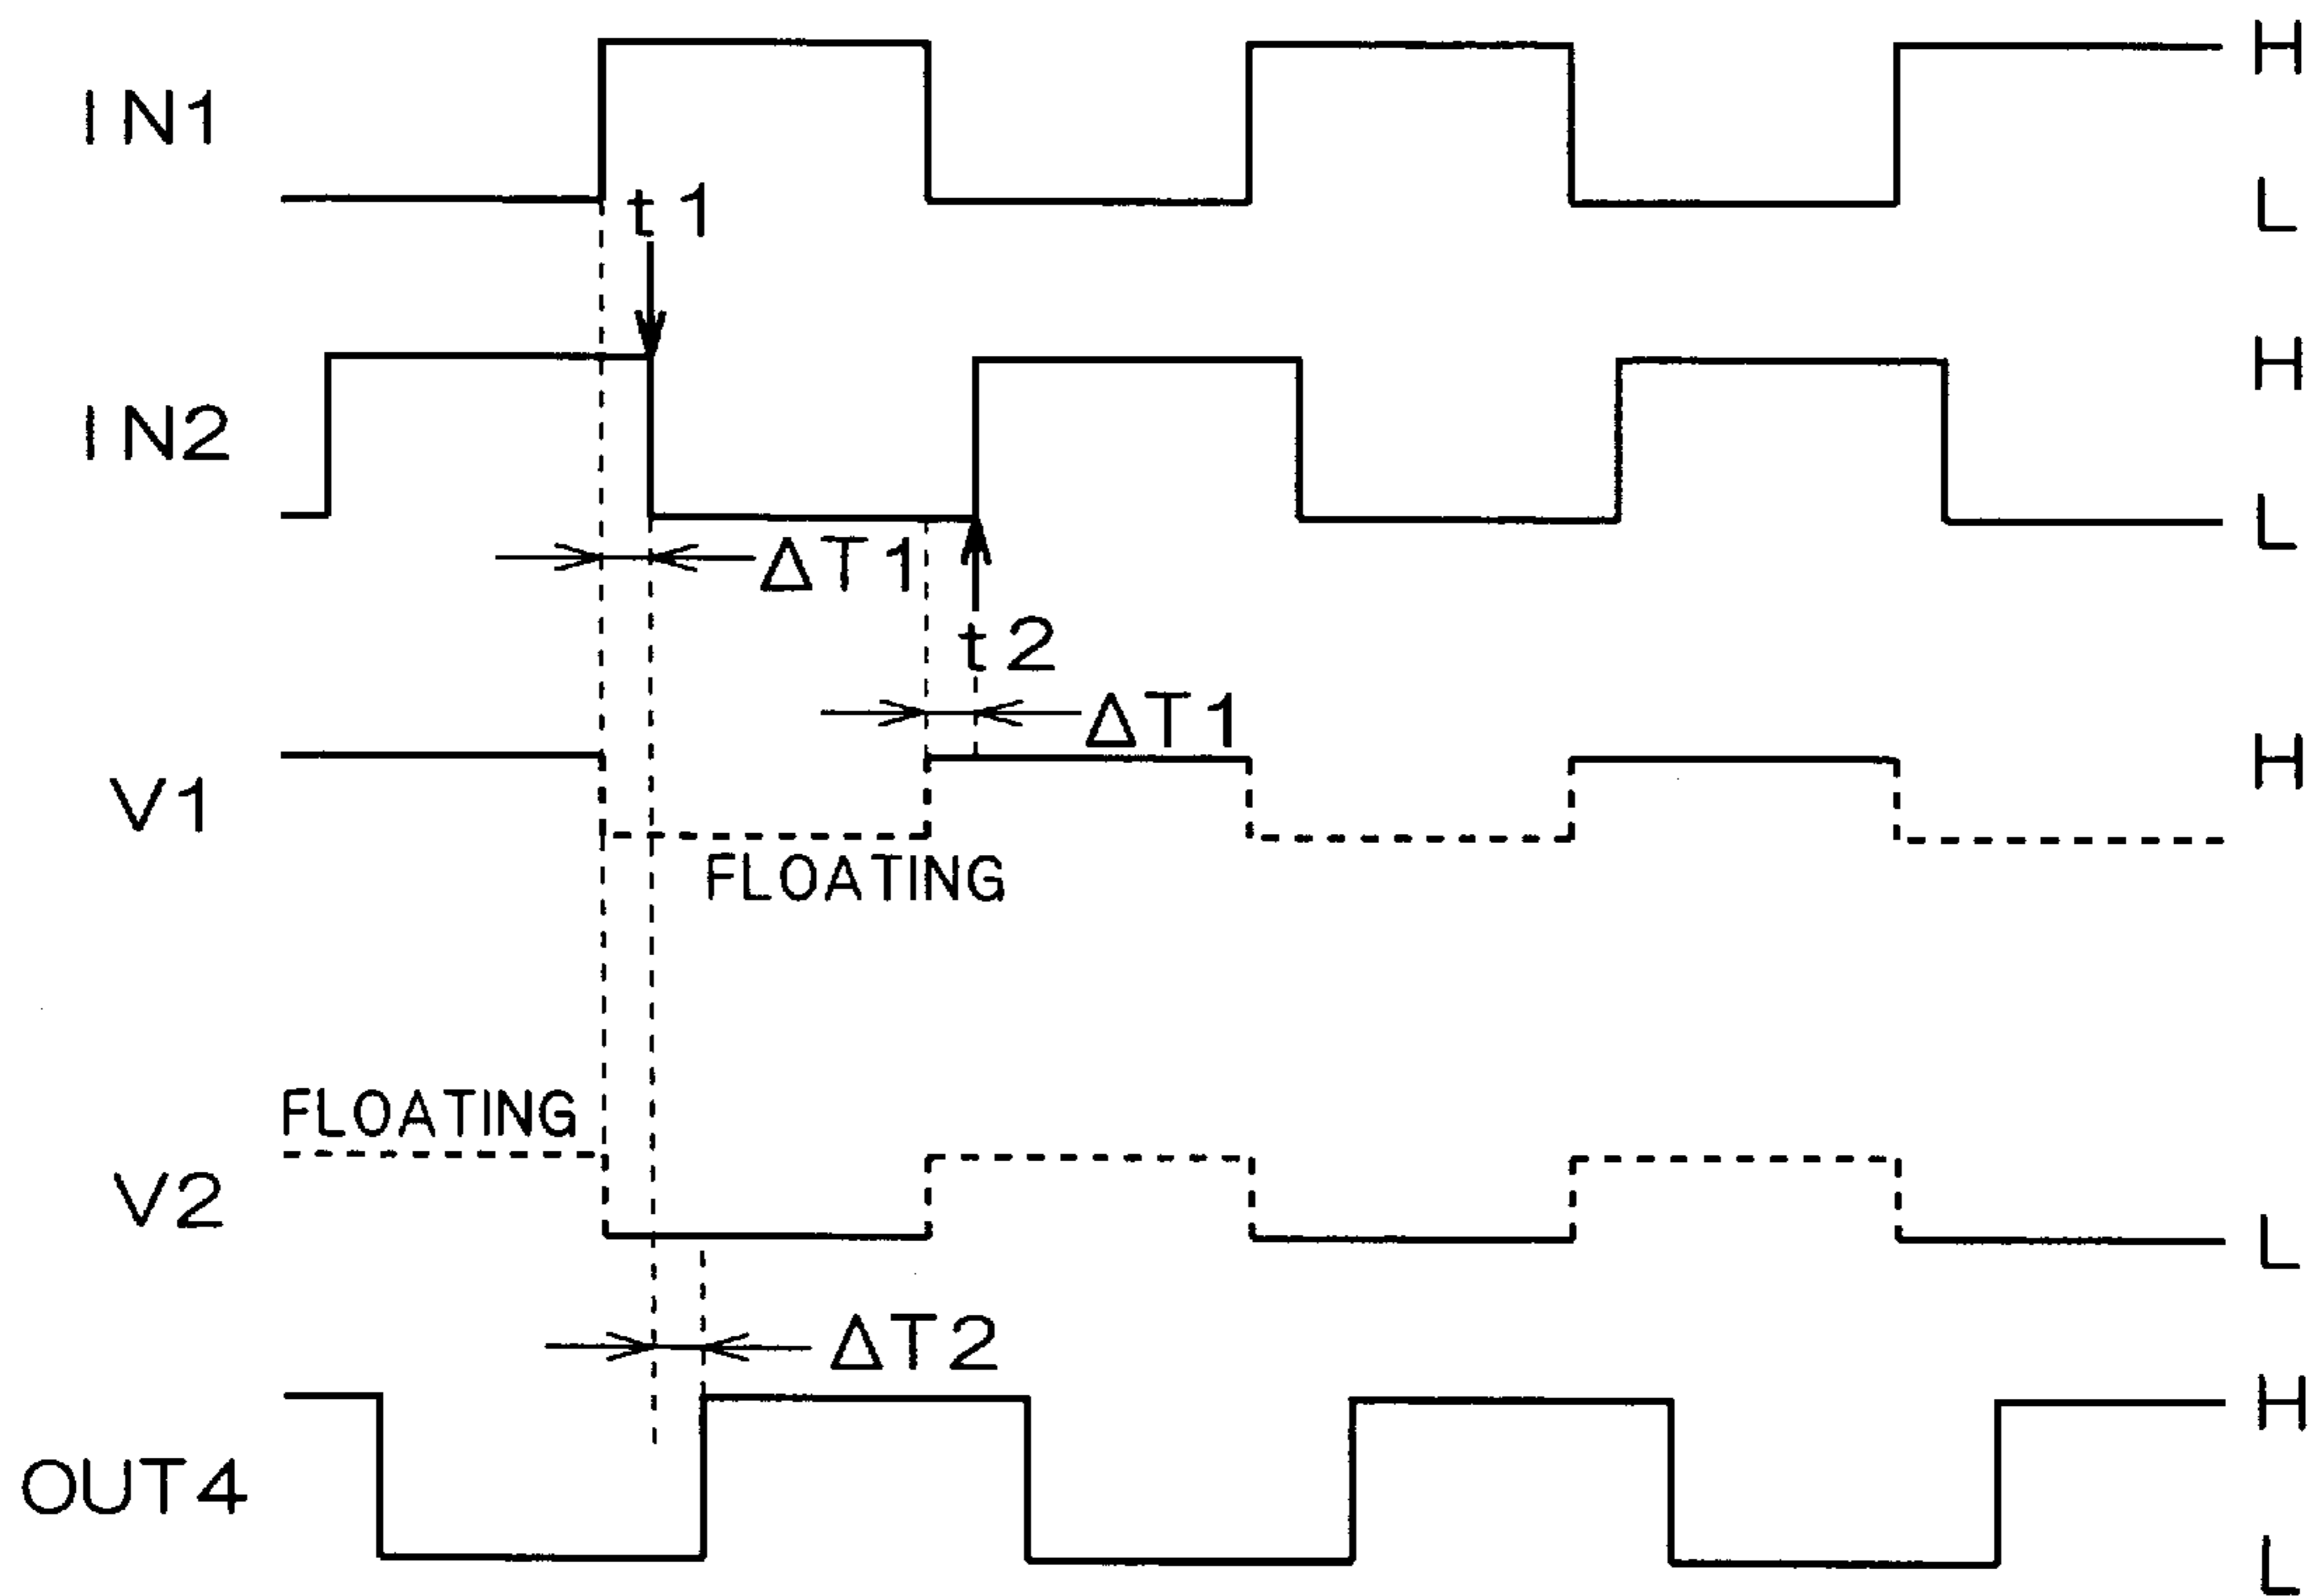 H
IN1
L
t1
H
IN2
L
ΔT1
t2
ΔT1
H
V1
FLOATING
FLOATING
V2
L
ΔT2
H
OUT4
L